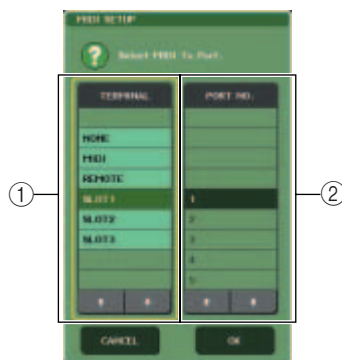 MIDI SETUP
Select MIDI Tx Port.
TERMINAL
PORT NO.
NONE
MIDI
REMOTE
SLOT1
1
SLOT2
2
SLOT3
3
4
5
①
②
CANCEL
OK